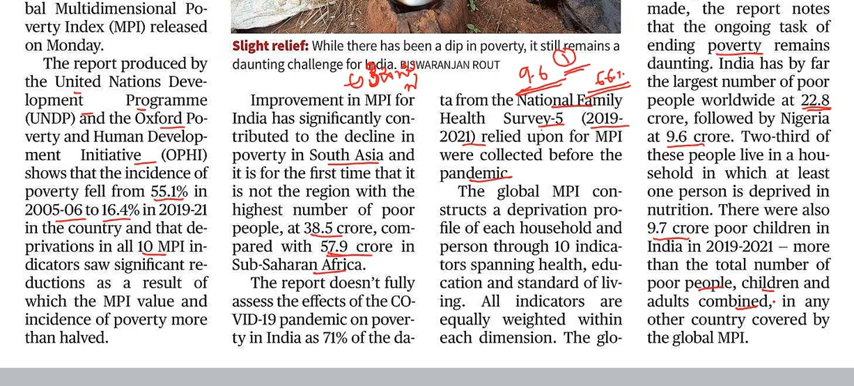 bal Multidimensional Po-
verty Index (MPI) released
on Monday.
The report produced by
the United Nations Deve-
lopment Programme
(UNDP) and the Oxford Po-
verty and Human Develop-
ment Initiative (OPHI)
shows that the incidence of
poverty fell from 55.1% in
2005-06 to 16.4% in 2019-21
in the country and that de-
privations in all 10 MPI in-
dicators saw significant re-
ductions as a result of
which the MPI value and
incidence of poverty more
than halved.
Slight relief: While there has been a dip in poverty, it still remains a
daunting challenge for India. BISWARANJAN ROUT
Improvement in MPI for
India has significantly con-
tributed to the decline in
poverty in South Asia and
it is for the first time that it
is not the region with the
highest number of poor
people, at 38.5 crore, com-
pared with 57.9 crore in
Sub-Saharan Africa.
The report doesn't fully
assess the effects of the CO-
VID-19 pandemic on pover-
ty in India as 71% of the da-
9.6
1
ta from the National Family
Health Survey-5 (2019-
2021) relied upon for MPI
were collected before the
pandemic.
The global MPI con-
structs a deprivation pro-
file of each household and
person through 10 indica-
tors spanning health, edu-
cation and standard of liv-
ing. All indicators are
equally weighted within
each dimension. The glo-
made, the report notes
that the ongoing task of
ending poverty remains
daunting. India has by far
the largest number of poor
people worldwide at 22.8
crore, followed by Nigeria
at 9.6 crore. Two-third of
these people live in a hou-
sehold in which at least
one person is deprived in
nutrition. There were also
9.7 crore poor children in
India in 2019-2021 – more
than the total number of
poor people, children and
adults combined, in any
other country covered by
the global MPI.